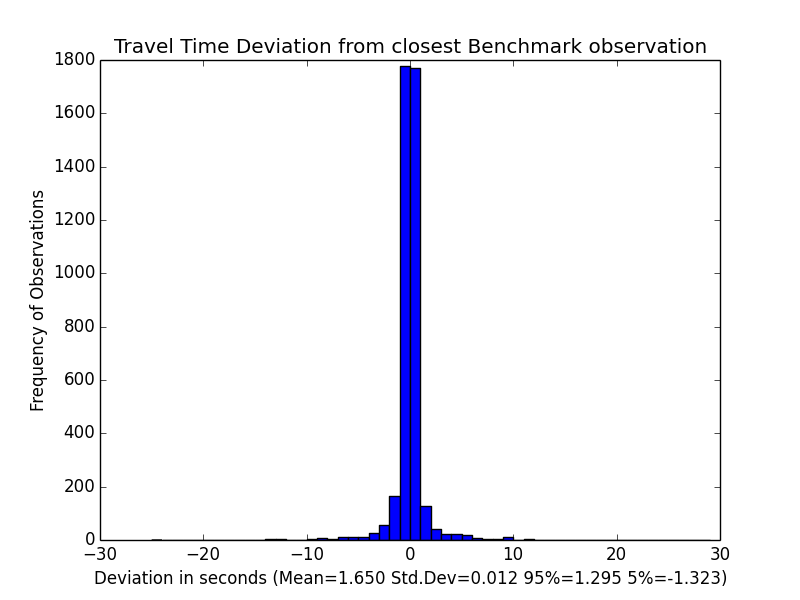 Travel Time Deviation from closest Benchmark observation
1800
1600
1400
1200
1000
800
600
400
200
0
Frequency of Observations
−30 −20 −10 0 10 20 30
Deviation in seconds (Mean=1.650 Std.Dev=0.012 95%=1.295 5%=-1.323)